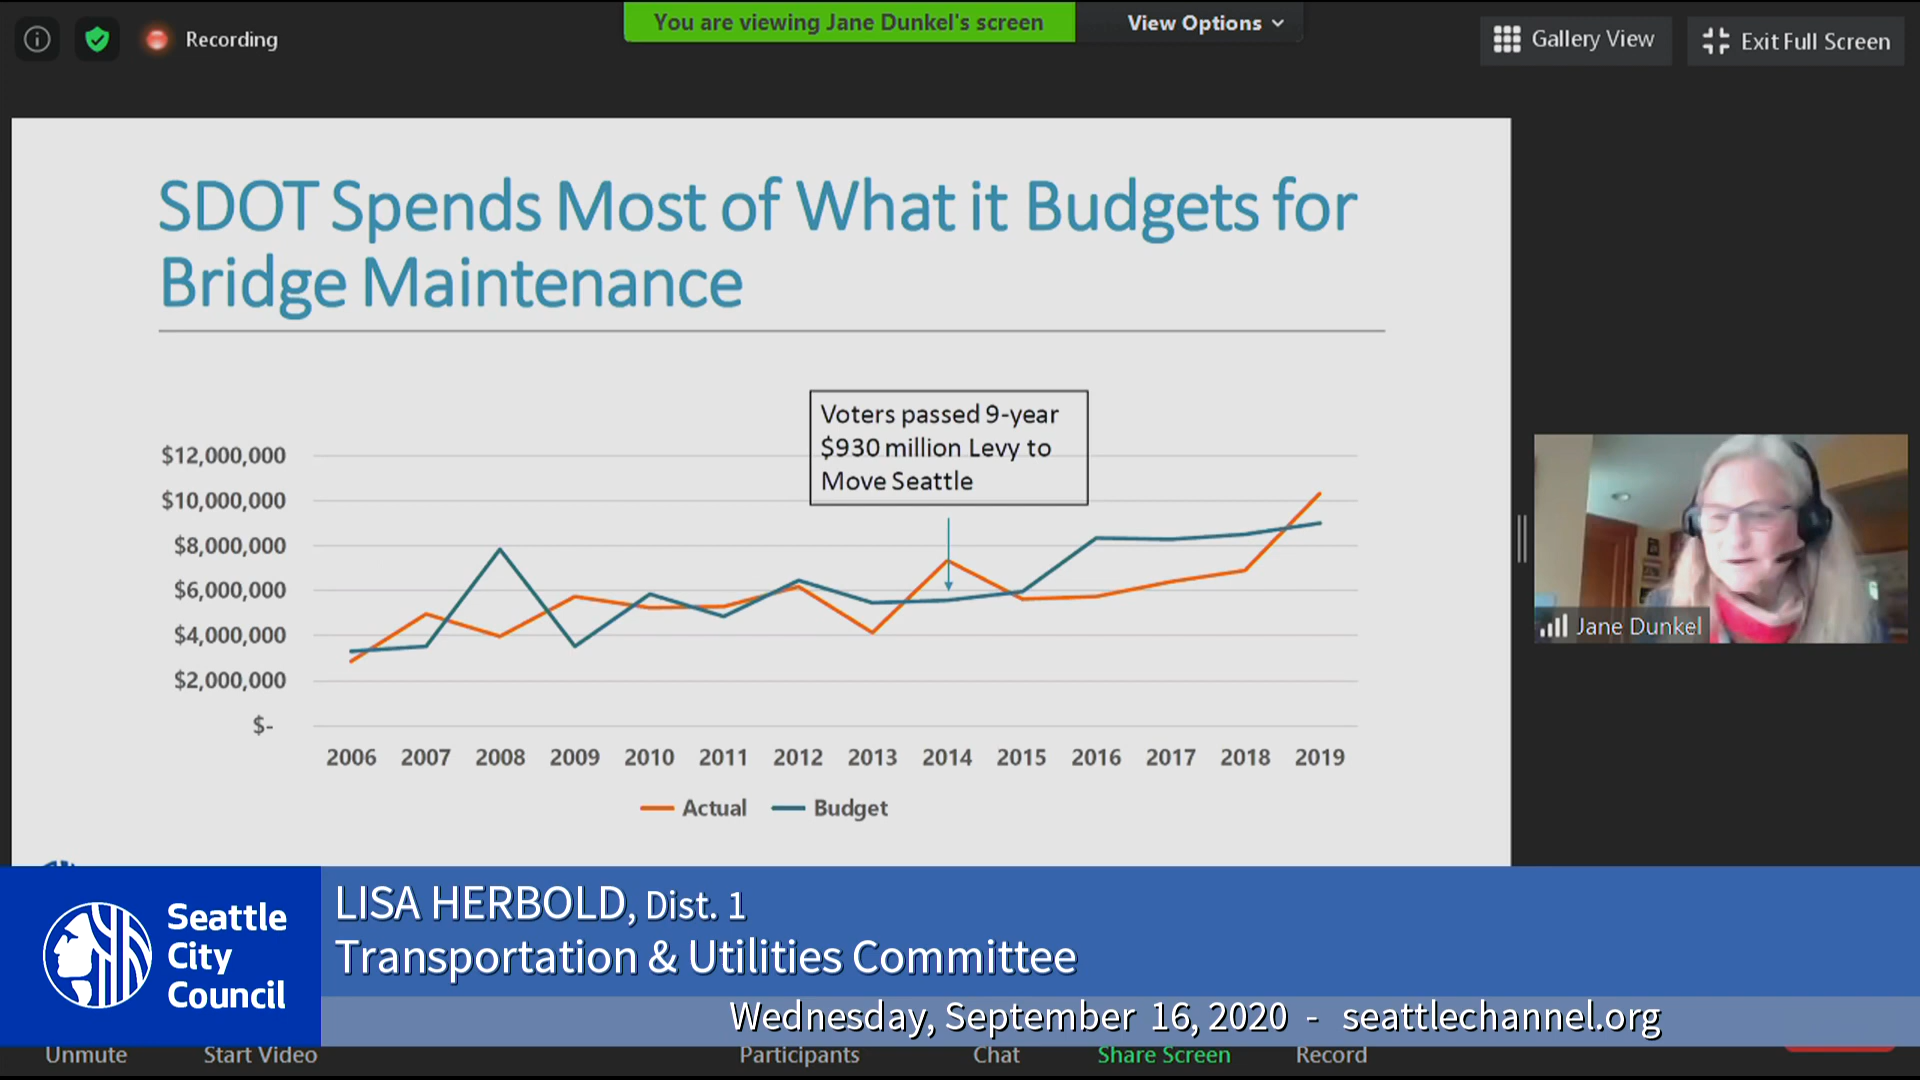 Recording
You are viewing Jane Dunkel's screen
View Options
Gallery View
Exit Full Screen
SDOT Spends Most of What it Budgets for
Bridge Maintenance
Voters passed 9-year
$930 million Levy to
Move Seattle
$12,000,000
$10,000,000
$8,000,000
$6,000,000
$4,000,000
$2,000,000
$-
2006 2007 2008 2009 2010 2011 2012 2013 2014 2015 2016 2017 2018 2019
Actual Budget
Jane Dunkel
Seattle
City
Council
LISA HERBOLD, Dist. 1
Transportation & Utilities Committee
Wednesday, September 16, 2020 - seattlechannel.org
Unmute Start Video Participants Chat Share Screen Record